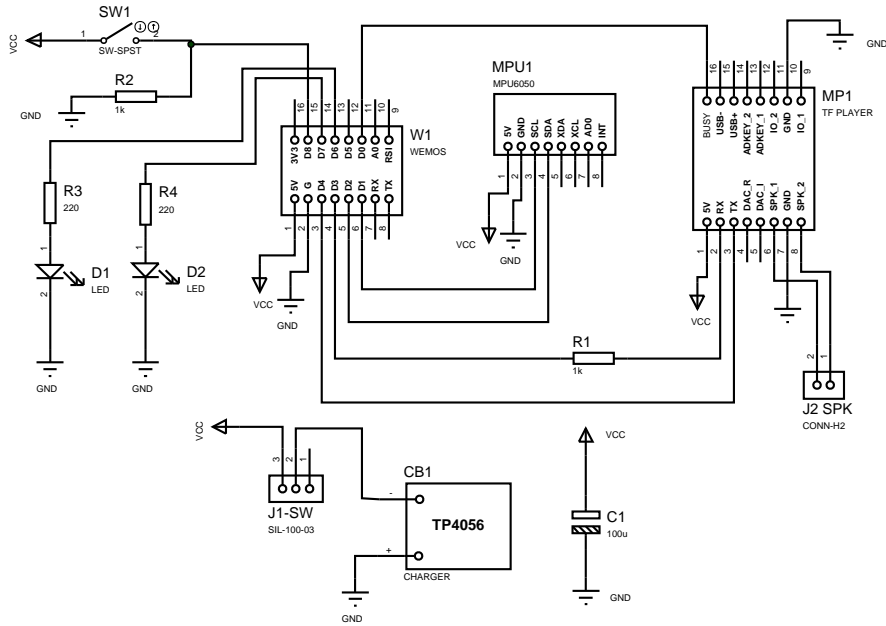 SW1
VCC
1
2
SW-SPST
R2
GND
1k
R3
220
R4
220
1
2
D1
LED
1
2
D2
LED
GND
GND
W1
WEMOS
16
15
14
13
12
11
10
9
3V3
D8
D7
D6
D5
D0
A0
RSI
5V
G
D4
D3
D2
D1
RX
TX
1
2
3
4
5
6
7
8
VCC
GND
MPU1
MPU6050
5V
GND
SCL
SDA
XDA
XCL
AD0
INT
1
2
3
4
5
6
7
8
VCC
GND
GND
MP1
TF PLAYER
16
15
14
13
12
11
10
9
BUSY
USB-
USB+
ADKEY_2
ADKEY_1
IO_2
GND
IO_1
5V
RX
TX
DAC_R
DAC_I
SPK_1
GND
SPK_2
1
2
3
4
5
6
7
8
VCC
R1
1k
2
1
J2 SPK
CONN-H2
VCC
3
2
1
J1-SW
SIL-100-03
CB1
-
TP4056
+
CHARGER
GND
VCC
C1
100u
GND